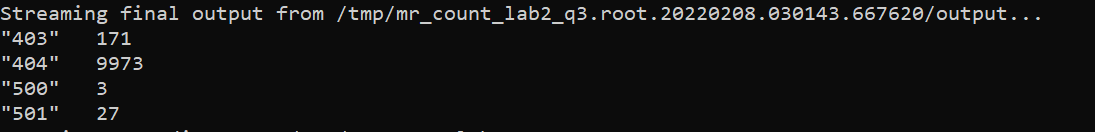 Streaming final output from /tmp/mr_count_lab2_q3.root.20220208.030143.667620/output...
"403"   171
"404"   9973
"500"   3
"501"   27